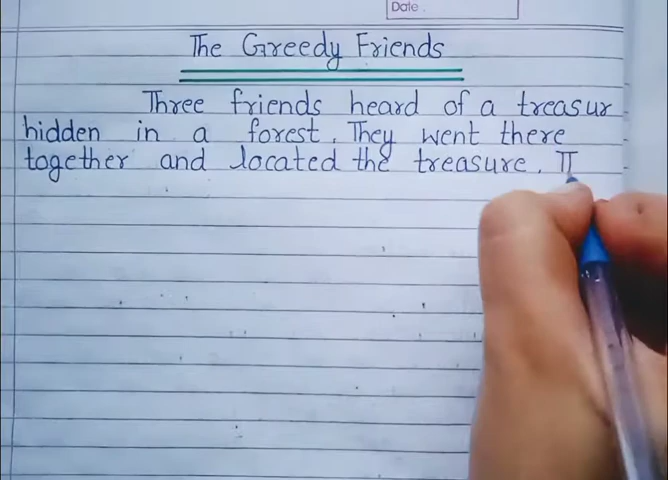 Date .
The Greedy Friends
Three friends heard of a treasur
hidden in a forest. They went there
together and located the treasure. T